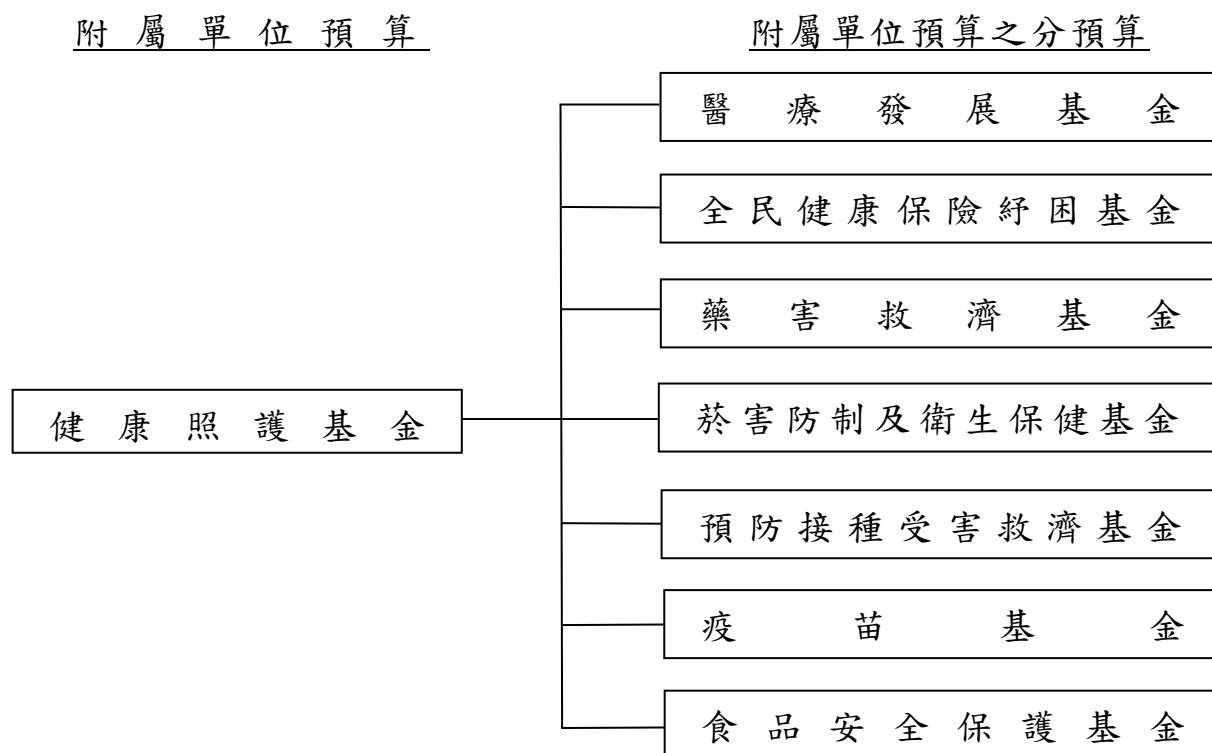 附屬單位預算
附屬單位預算之分預算
醫療發展基金
全民健康保險紓困基金
藥害救濟基金
健康照護基金
菸害防制及衛生保健基金
預防接種受害救濟基金
疫苗基金
食品安全保護基金